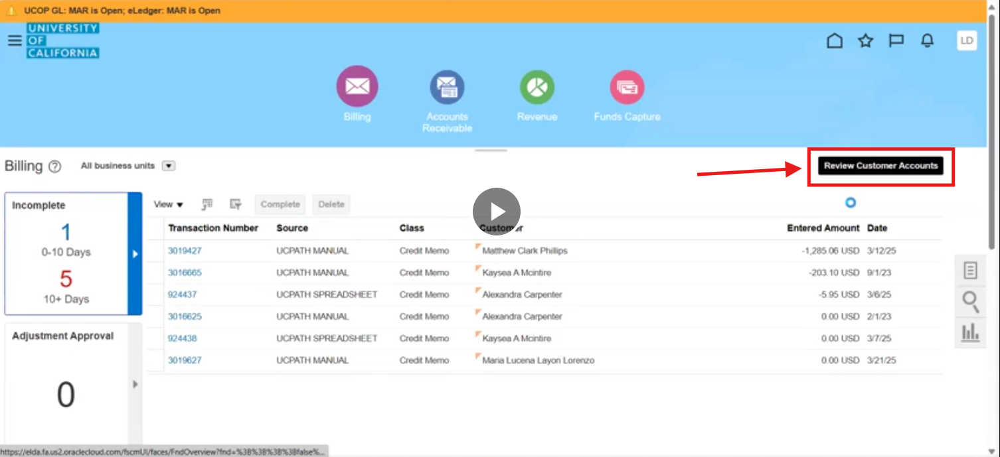 UCOP GL: MAR is Open; eLedger: MAR is Open
UNIVERSITY
OF
CALIFORNIA
LD
Billing
Accounts
Receivable
Revenue
Funds Capture
Billing ? All business units
Review Customer Accounts
Incomplete
1
0-10 Days
5
10+ Days
Adjustment Approval
0
View Complete Delete
Transaction Number Source Class Customer Entered Amount Date
3019427 UCPATH MANUAL Credit Memo Matthew Clark Phillips -1,285.06 USD 3/12/25
3016665 UCPATH MANUAL Credit Memo Kaysea A Mcintire -203.10 USD 9/1/23
924437 UCPATH SPREADSHEET Credit Memo Alexandra Carpenter -5.95 USD 3/6/25
3016625 UCPATH MANUAL Credit Memo Alexandra Carpenter 0.00 USD 2/1/23
924438 UCPATH SPREADSHEET Credit Memo Kaysea A Mcintire 0.00 USD 3/7/25
3019627 UCPATH MANUAL Credit Memo Maria Lucena Layon Lorenzo 0.00 USD 3/21/25
https://elda.fa.us2.oraclecloud.com/fscmUI/faces/FndOverview?fnd=%3B%3B%3B%3Bfalse%...